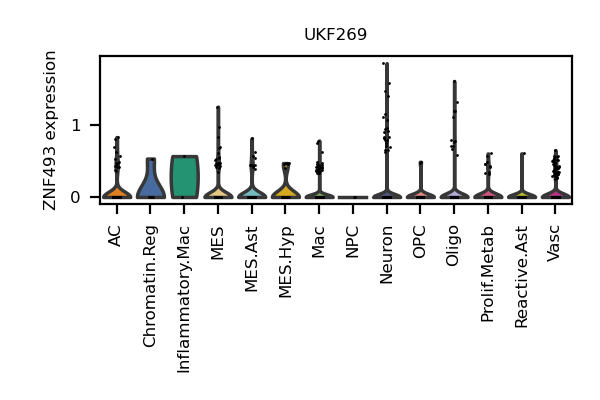 UKF269
ZNF493 expression
1
0
AC
Chromatin.Reg
Inflammatory.Mac
MES
MES.Ast
MES.Hyp
Mac
NPC
Neuron
OPC
Oligo
Prolif.Metab
Reactive.Ast
Vasc